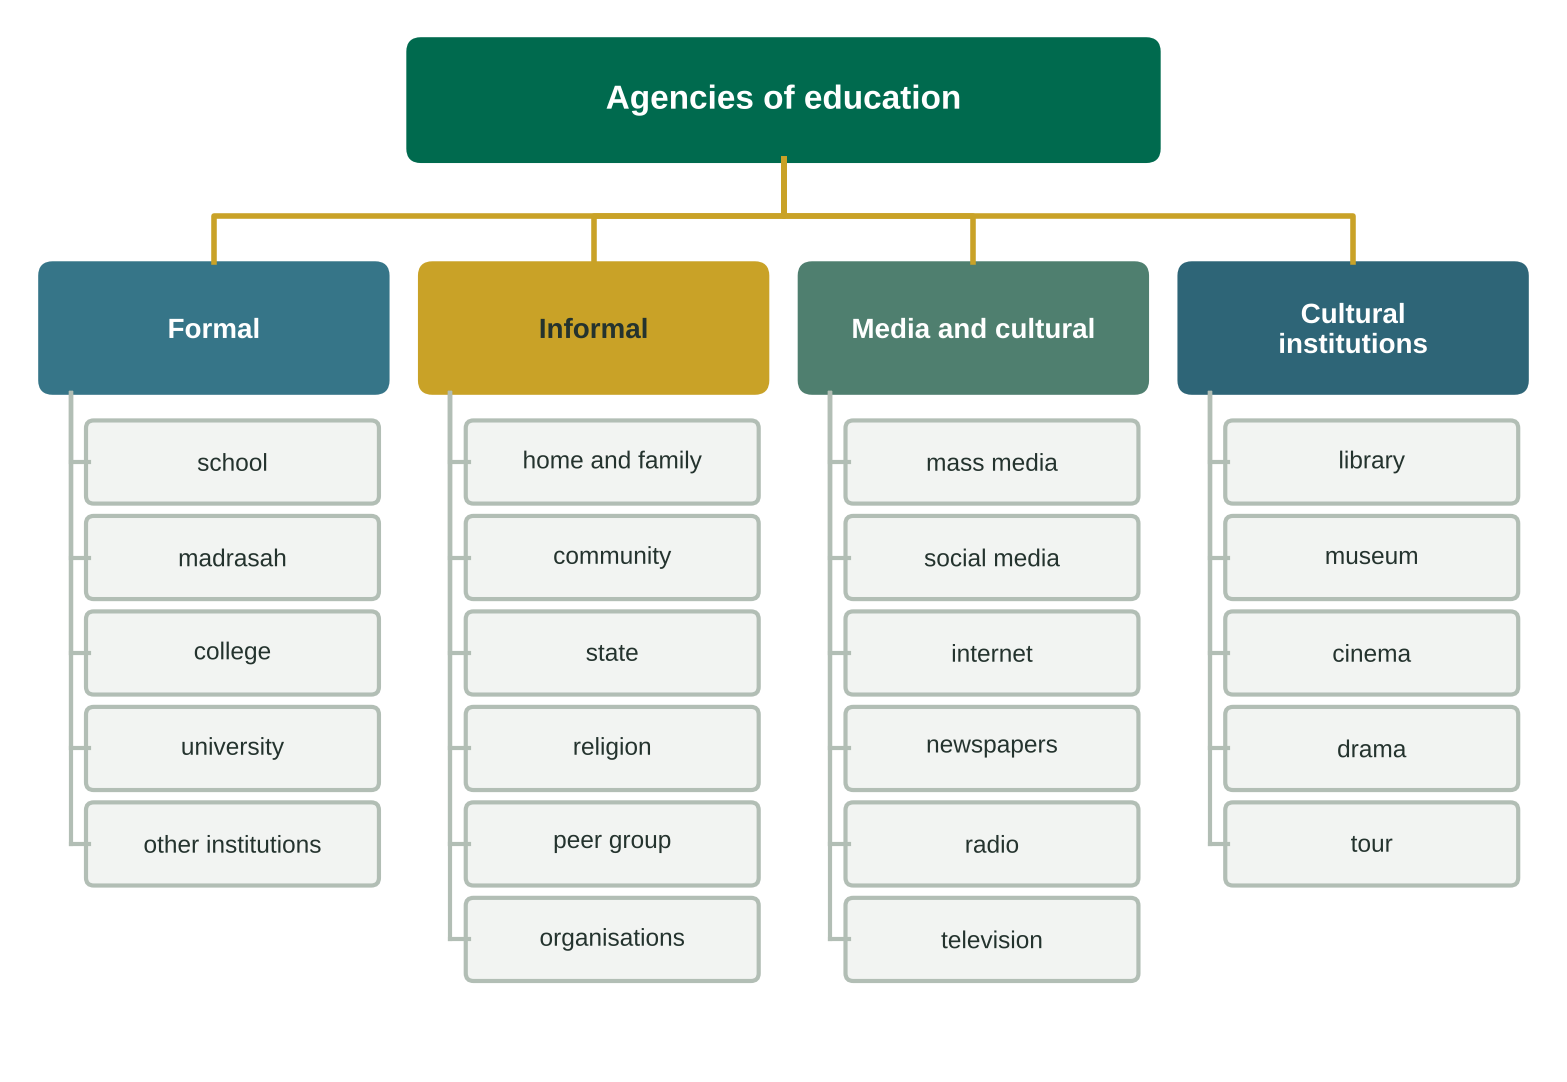 Agencies of education
Formal
school
madrasah
college
university
other institutions
Informal
home and family
community
state
religion
peer group
organisations
Media and cultural
mass media
social media
internet
newspapers
radio
television
Cultural
institutions
library
museum
cinema
drama
tour